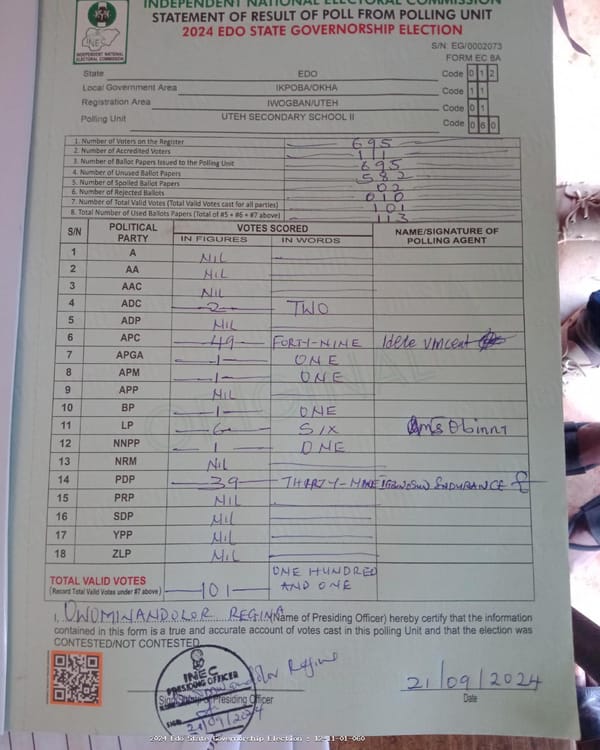 INDEPENDENT NATIONAL ELECTORAL COMMISSION
STATEMENT OF RESULT OF POLL FROM POLLING UNIT
2024 EDO STATE GOVERNORSHIP ELECTION
INEC
INDEPENDENT NATIONAL
ELECTORAL COMMISSION
S/N: EG/0002073
FORM EC 8A
State EDO Code 0 1 2
Local Government Area IKPOBA/OKHA Code 1 1
Registration Area IWOGBAN/UTEH Code 0 1
Polling Unit UTEH SECONDARY SCHOOL II Code 0 6 0
1. Number of Voters on the Register 695
2. Number of Accredited Voters 111
3. Number of Ballot Papers Issued to the Polling Unit 695
4. Number of Unused Ballot Papers 582
5. Number of Spoiled Ballot Papers 02
6. Number of Rejected Ballots 010
7. Number of Total Valid Votes (Total Valid Votes cast for all parties) 101
8. Total Number of Used Ballots Papers (Total of #5 + #6 + #7 above) 113
S/N POLITICAL PARTY VOTES SCORED NAME/SIGNATURE OF POLLING AGENT
IN FIGURES IN WORDS
1 A NIL
2 AA NIL
3 AAC NIL
4 ADC 2 TWO
5 ADP NIL
6 APC 49 FORTY-NINE Idele Vincent
7 APGA 1 ONE
8 APM 1 ONE
9 APP NIL
10 BP 1 ONE
11 LP 6 SIX Obinna
12 NNPP 1 ONE
13 NRM NIL
14 PDP 39 THIRTY-NINE ENDURANCE
15 PRP NIL
16 SDP NIL
17 YPP NIL
18 ZLP NIL
TOTAL VALID VOTES 101 ONE HUNDRED AND ONE
(Record Total Valid Votes under #7 above)
I, OWOMINANDOLOR REGINA (Name of Presiding Officer) hereby certify that the information
contained in this form is a true and accurate account of votes cast in this polling Unit and that the election was
CONTESTED/NOT CONTESTED.
INEC
PRESIDING OFFICER
21/09/2024
Presiding Officer
21/09/2024
Date
2024 Edo State Governorship Election : 12-11-01-060